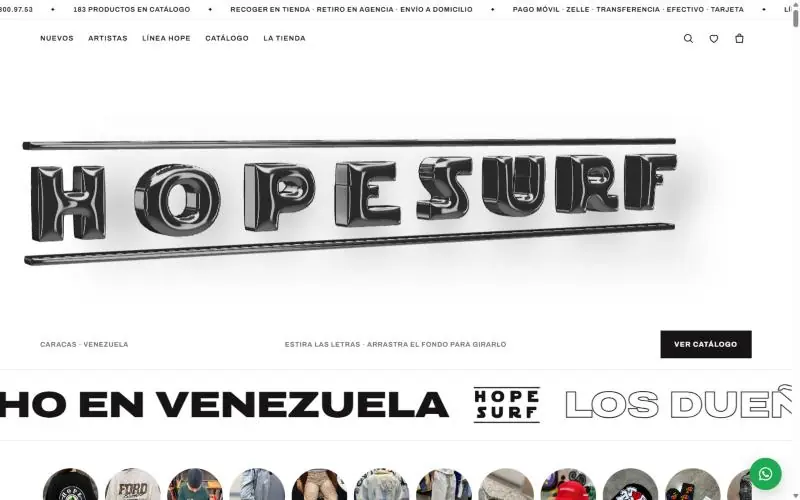 800.97.53 ✦ 183 PRODUCTOS EN CATÁLOGO ✦ RECOGER EN TIENDA · RETIRO EN AGENCIA · ENVÍO A DOMICILIO ✦ PAGO MÓVIL · ZELLE · TRANSFERENCIA · EFECTIVO · TARJETA ✦
NUEVOS ARTISTAS LÍNEA HOPE CATÁLOGO LA TIENDA
HOPESURF
CARACAS · VENEZUELA ESTIRA LAS LETRAS · ARRASTRA EL FONDO PARA GIRARLO VER CATÁLOGO
HO EN VENEZUELA HOPE SURF LOS DUEÑ
HOPE FORD